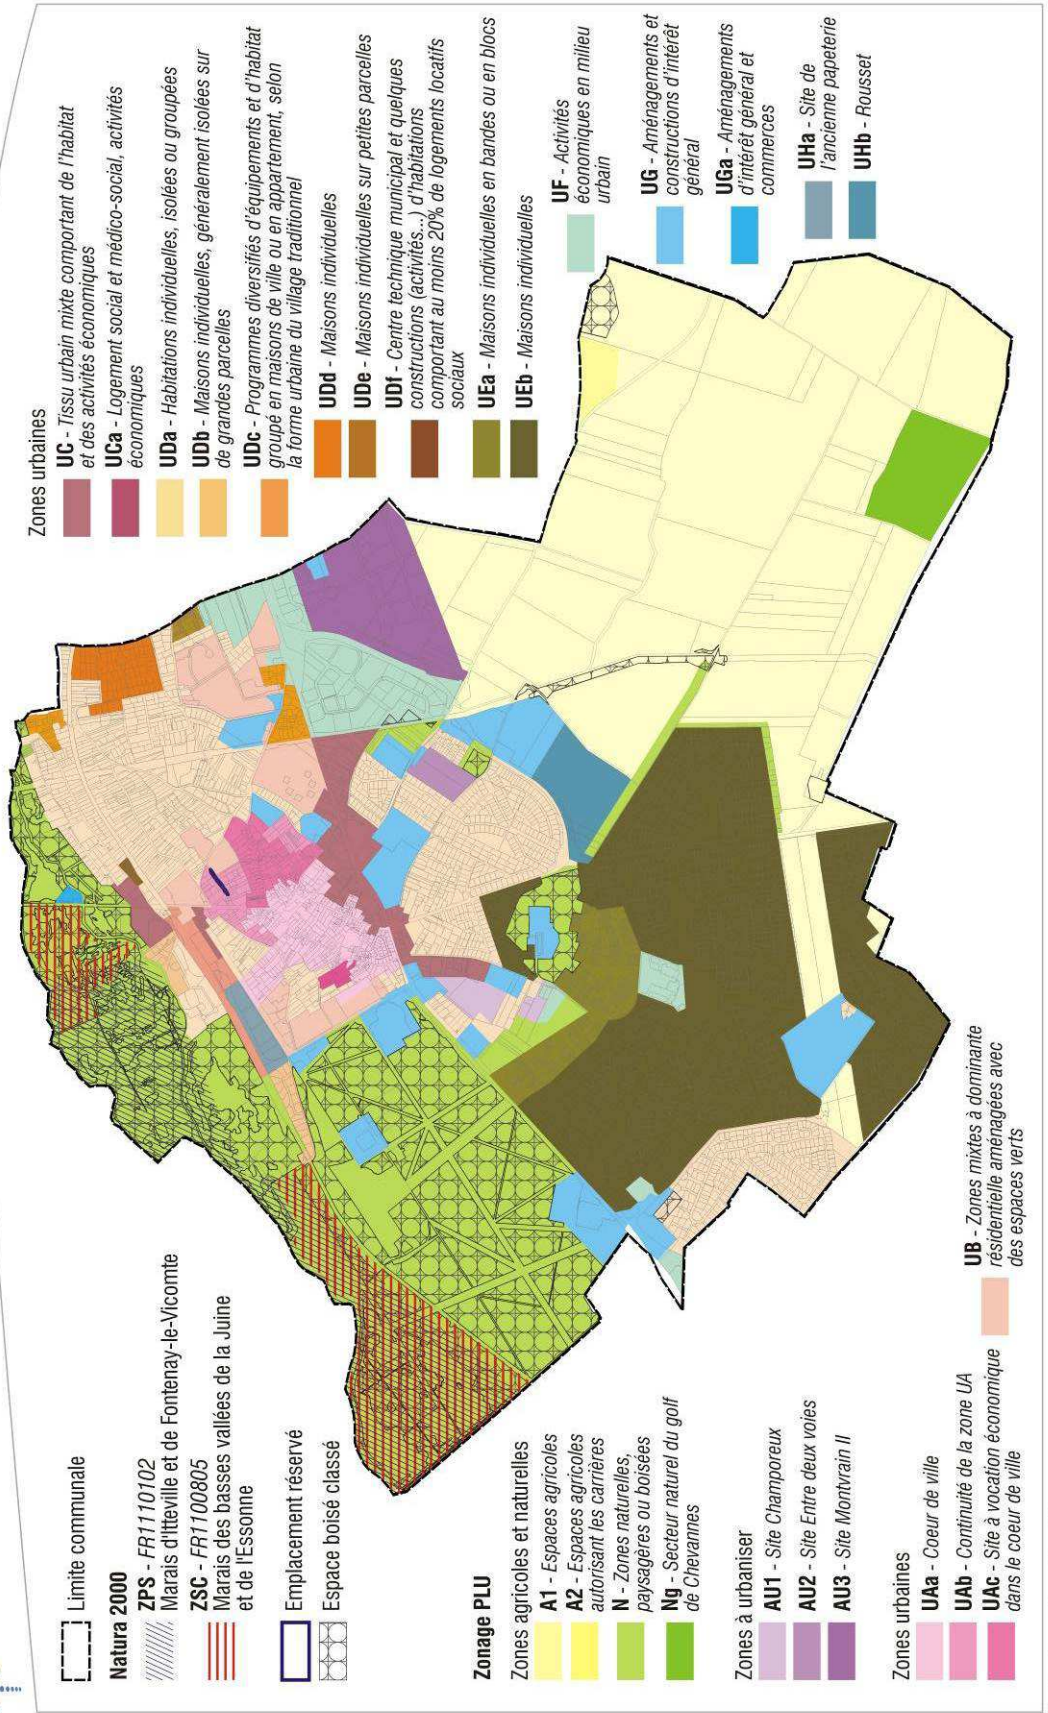 Limite communale
Natura 2000
ZPS - FR1110102
Marais d'Itteville et de Fontenay-le-Vicomte
ZSC - FR1100805
Marais des basses vallées de la Juine
et de l'Essonne
Emplacement réservé
Espace boisé classé
Zonage PLU
Zones agricoles et naturelles
A1 - Espaces agricoles
A2 - Espaces agricoles
autorisant les carrières
N - Zones naturelles,
paysagères ou boisées
Ng - Secteur naturel du golf
de Chevannes
Zones à urbaniser
AU1 - Site Champoreux
AU2 - Site Entre deux voies
AU3 - Site Montvrain II
Zones urbaines
UAa - Coeur de ville
UAb - Continuité de la zone UA
UAc - Site à vocation économique
dans le coeur de ville
UB - Zones mixtes à dominante
résidentielle aménagées avec
des espaces verts
Zones urbaines
UC - Tissu urbain mixte comportant de l'habitat
et des activités économiques
UCa - Logement social et médico-social, activités
économiques
UDa - Habitations individuelles, isolées ou groupées
UDb - Maisons individuelles, généralement isolées sur
de grandes parcelles
UDc - Programmes diversifiés d'équipements et d'habitat
groupé en maisons de ville ou en appartement, selon
la forme urbaine du village traditionnel
UDd - Maisons individuelles
UDe - Maisons individuelles sur petites parcelles
UDf - Centre technique municipal et quelques
constructions (activités...) d'habitations
comportant au moins 20% de logements locatifs
sociaux
UEa - Maisons individuelles en bandes ou en blocs
UEb - Maisons individuelles
UF - Activités
économiques en milieu
urbain
UG - Aménagements et
constructions d'intérêt
général
UGa - Aménagements
d'intérêt général et
commerces
UHa - Site de
l'ancienne papeterie
UHb - Rousset